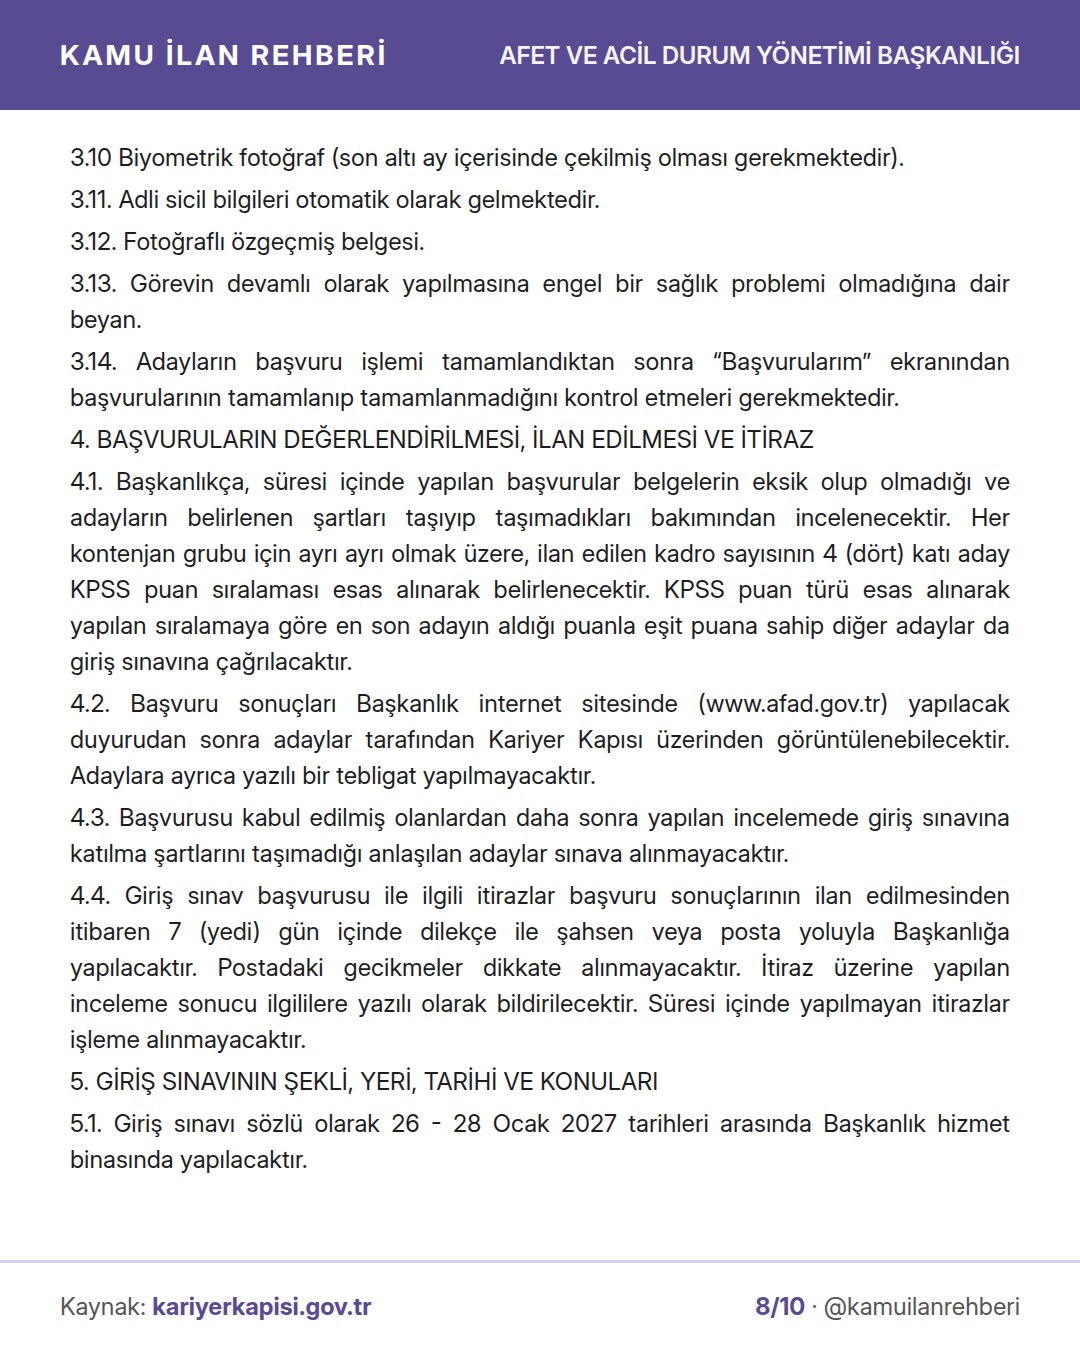 KAMU İLAN REHBERİ
AFET VE ACİL DURUM YÖNETİMİ BAŞKANLIĞI
3.10 Biyometrik fotoğraf (son altı ay içerisinde çekilmiş olması gerekmektedir).
3.11. Adli sicil bilgileri otomatik olarak gelmektedir.
3.12. Fotoğraflı özgeçmiş belgesi.
3.13. Görevin devamlı olarak yapılmasına engel bir sağlık problemi olmadığına dair
beyan.
3.14. Adayların başvuru işlemi tamamlandıktan sonra “Başvurularım” ekranından
başvurularının tamamlanıp tamamlanmadığını kontrol etmeleri gerekmektedir.
4. BAŞVURULARIN DEĞERLENDİRİLMESİ, İLAN EDİLMESİ VE İTİRAZ
4.1. Başkanlıkça, süresi içinde yapılan başvurular belgelerin eksik olup olmadığı ve
adayların belirlenen şartları taşıyıp taşımadıkları bakımından incelenecektir. Her
kontenjan grubu için ayrı ayrı olmak üzere, ilan edilen kadro sayısının 4 (dört) katı aday
KPSS puan sıralaması esas alınarak belirlenecektir. KPSS puan türü esas alınarak
yapılan sıralamaya göre en son adayın aldığı puanla eşit puana sahip diğer adaylar da
giriş sınavına çağrılacaktır.
4.2. Başvuru sonuçları Başkanlık internet sitesinde (www.afad.gov.tr) yapılacak
duyurudan sonra adaylar tarafından Kariyer Kapısı üzerinden görüntülenebilecektir.
Adaylara ayrıca yazılı bir tebligat yapılmayacaktır.
4.3. Başvurusu kabul edilmiş olanlardan daha sonra yapılan incelemede giriş sınavına
katılma şartlarını taşımadığı anlaşılan adaylar sınava alınmayacaktır.
4.4. Giriş sınav başvurusu ile ilgili itirazlar başvuru sonuçlarının ilan edilmesinden
itibaren 7 (yedi) gün içinde dilekçe ile şahsen veya posta yoluyla Başkanlığa
yapılacaktır. Postadaki gecikmeler dikkate alınmayacaktır. İtiraz üzerine yapılan
inceleme sonucu ilgililere yazılı olarak bildirilecektir. Süresi içinde yapılmayan itirazlar
işleme alınmayacaktır.
5. GİRİŞ SINAVININ ŞEKLİ, YERİ, TARİHİ VE KONULARI
5.1. Giriş sınavı sözlü olarak 26 - 28 Ocak 2027 tarihleri arasında Başkanlık hizmet
binasında yapılacaktır.
Kaynak: kariyerkapisi.gov.tr
8/10 · @kamuilanrehberi